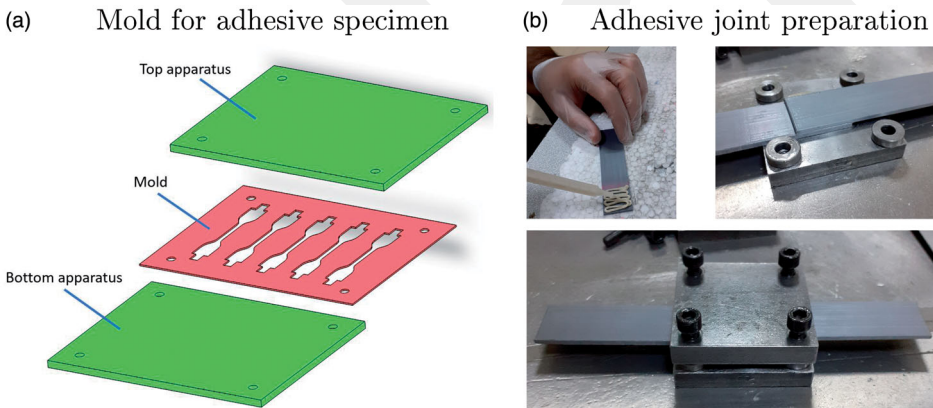 (a) Mold for adhesive specimen
Top apparatus
Mold
Bottom apparatus
(b) Adhesive joint preparation